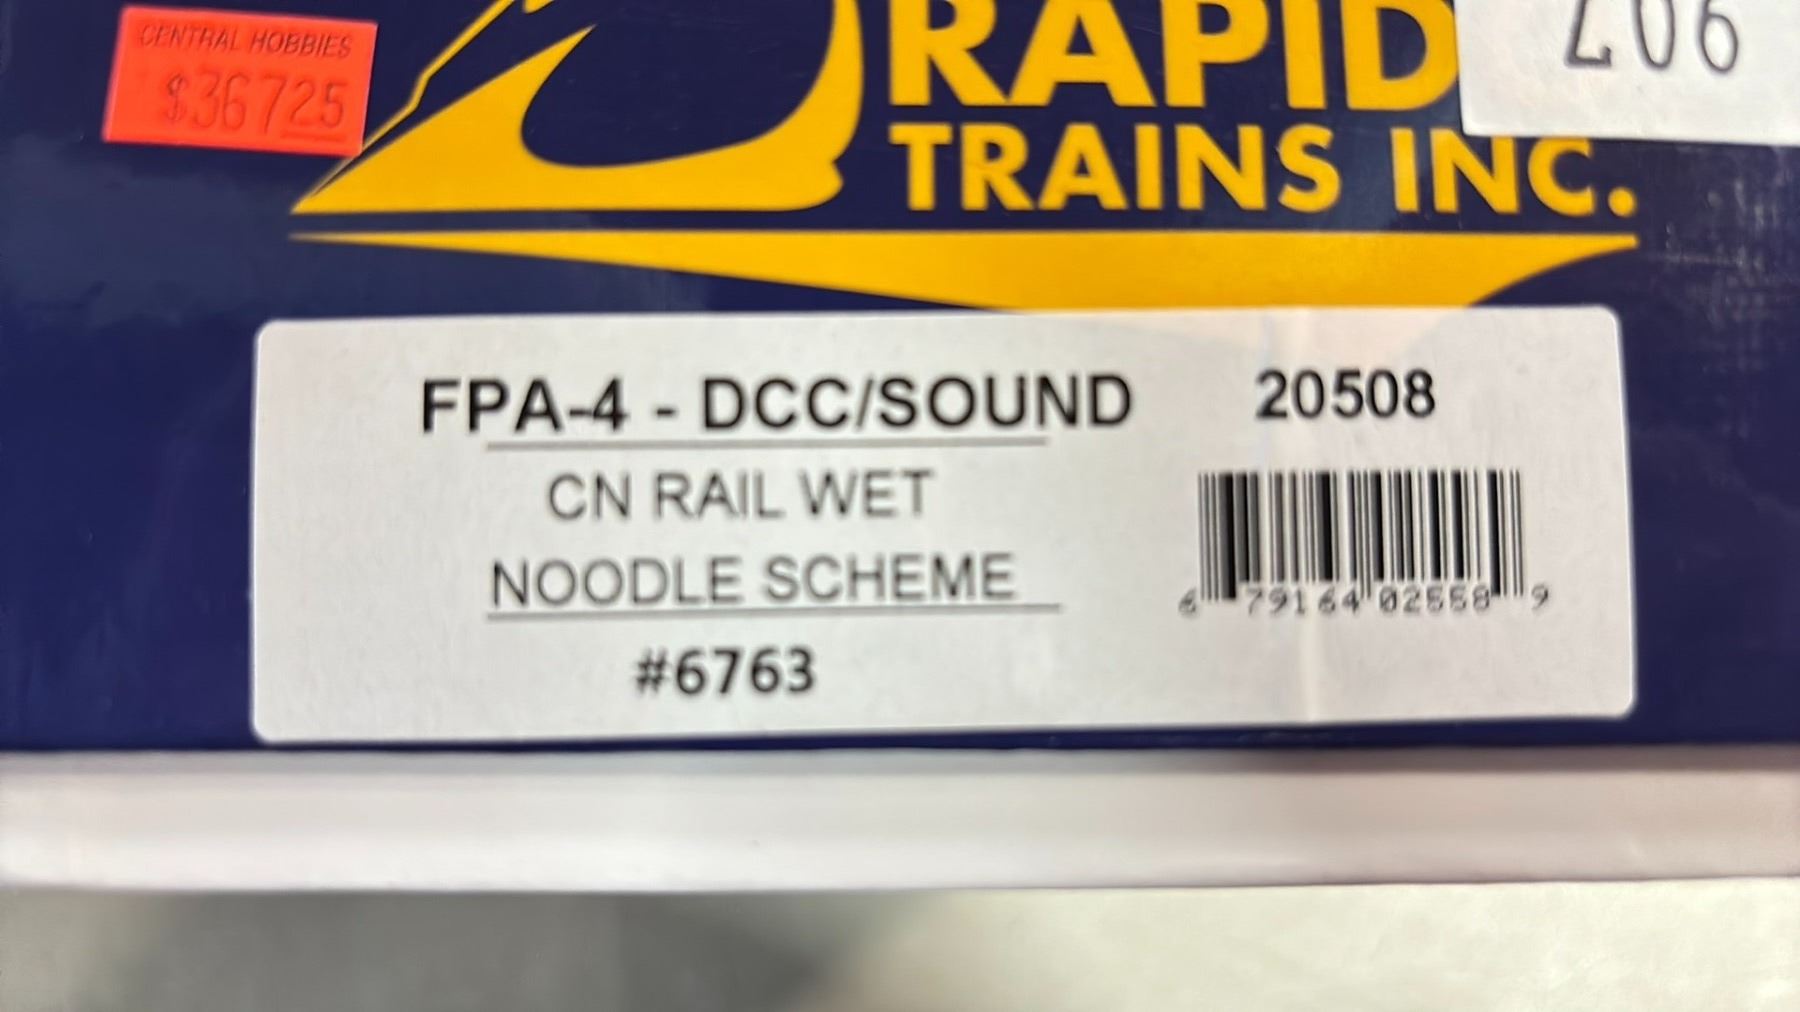 CENTRAL HOBBIES
$367.25
RAPID
TRAINS INC.
206
FPA-4 - DCC/SOUND
20508
CN RAIL WET
NOODLE SCHEME
#6763
6 79164 02558 9